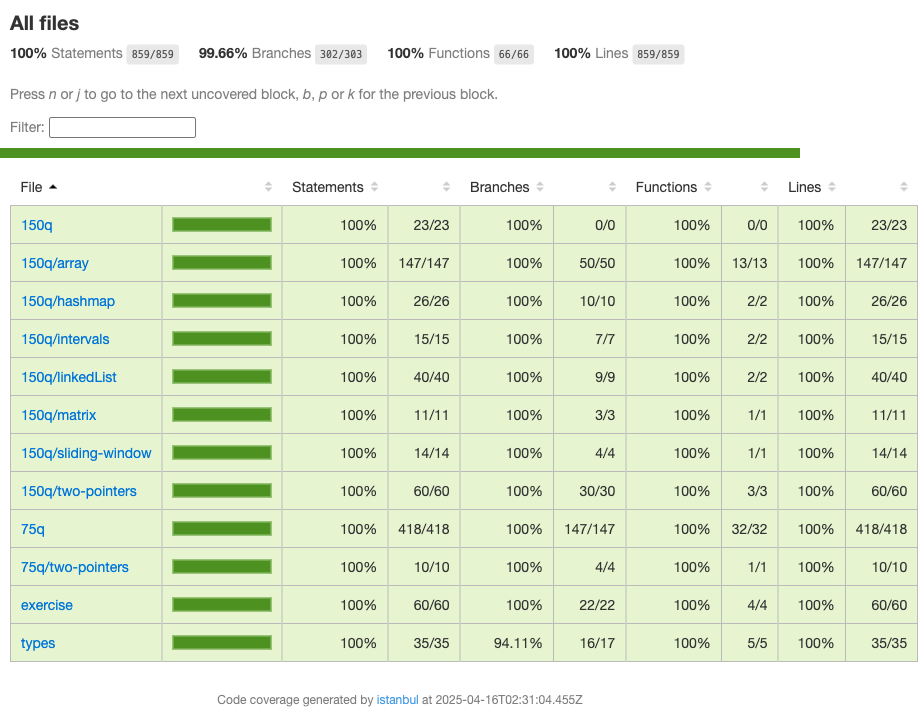 All files
100% Statements 859/859 99.66% Branches 302/303 100% Functions 66/66 100% Lines 859/859
Press n or j to go to the next uncovered block, b, p or k for the previous block.
Filter:
File Statements Branches Functions Lines
150q 100% 23/23 100% 0/0 100% 0/0 100% 23/23
150q/array 100% 147/147 100% 50/50 100% 13/13 100% 147/147
150q/hashmap 100% 26/26 100% 10/10 100% 2/2 100% 26/26
150q/intervals 100% 15/15 100% 7/7 100% 2/2 100% 15/15
150q/linkedList 100% 40/40 100% 9/9 100% 2/2 100% 40/40
150q/matrix 100% 11/11 100% 3/3 100% 1/1 100% 11/11
150q/sliding-window 100% 14/14 100% 4/4 100% 1/1 100% 14/14
150q/two-pointers 100% 60/60 100% 30/30 100% 3/3 100% 60/60
75q 100% 418/418 100% 147/147 100% 32/32 100% 418/418
75q/two-pointers 100% 10/10 100% 4/4 100% 1/1 100% 10/10
exercise 100% 60/60 100% 22/22 100% 4/4 100% 60/60
types 100% 35/35 94.11% 16/17 100% 5/5 100% 35/35
Code coverage generated by istanbul at 2025-04-16T02:31:04.455Z